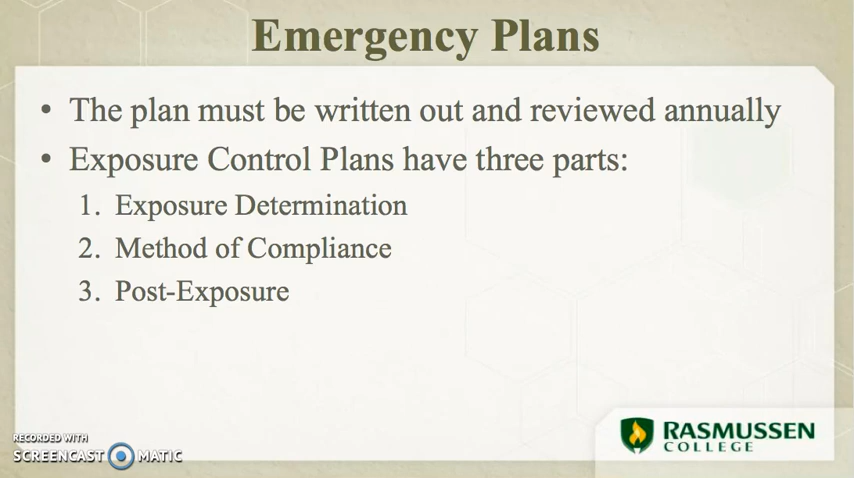 Emergency Plans
• The plan must be written out and reviewed annually
• Exposure Control Plans have three parts:
1. Exposure Determination
2. Method of Compliance
3. Post-Exposure
RECORDED WITH
SCREENCAST MATIC
RASMUSSEN
COLLEGE